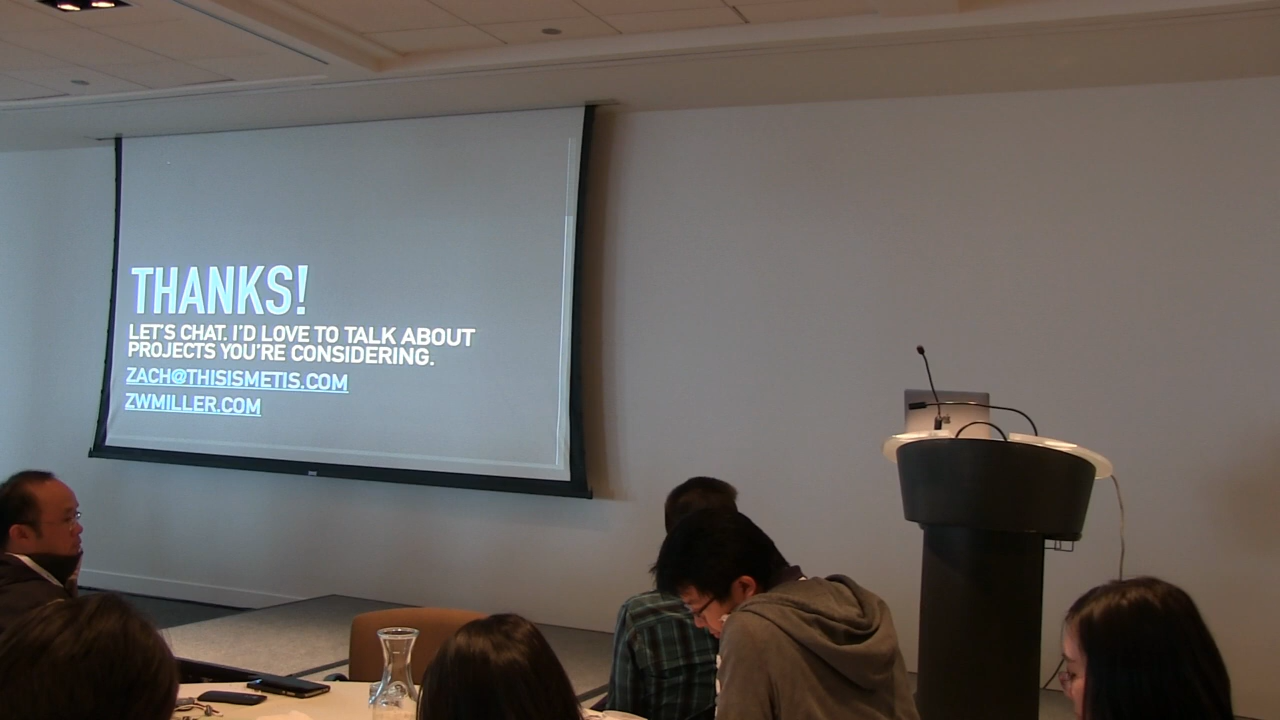 THANKS!
LET'S CHAT. I'D LOVE TO TALK ABOUT
PROJECTS YOU'RE CONSIDERING.
ZACH@THISISMETIS.COM
ZWMILLER.COM